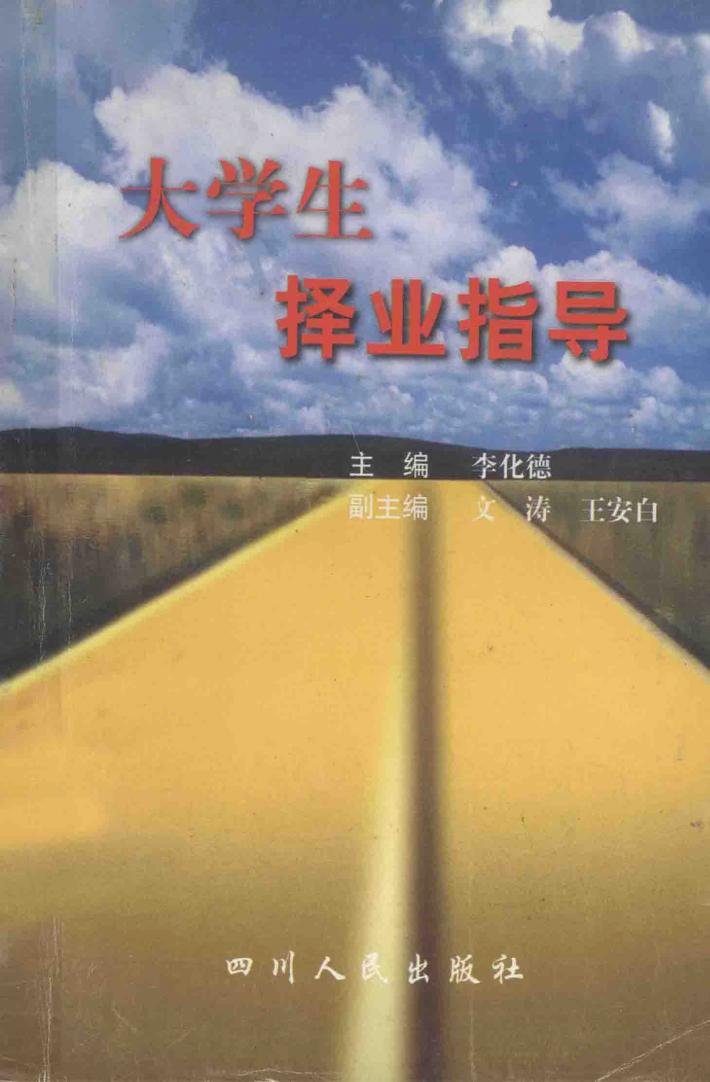 大学生
择业指导
主 编 李化德
副主编 文 涛 王安白
四川人民出版社